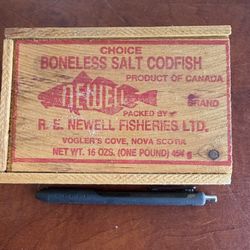 CHOICE
BONELESS SALT CODFISH
PRODUCT OF CANADA
NEWELL
BRAND
PACKED BY
R. E. NEWELL FISHERIES LTD.
VOGLER'S COVE, NOVA SCOTIA
NET WT. 16 OZS. (ONE POUND) 454 g